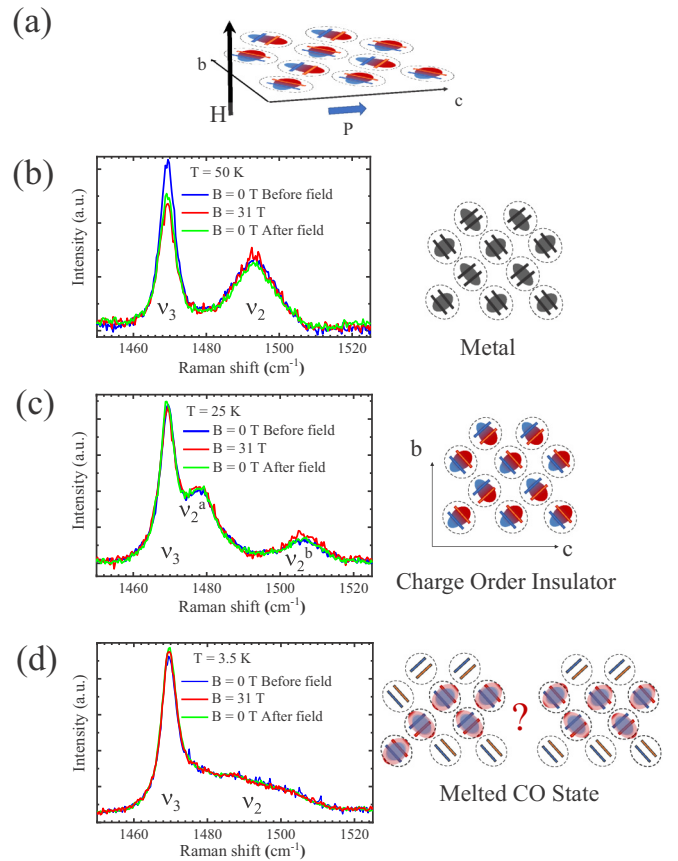 (a)
b
H
P
c
(b)
T = 50 K
B = 0 T Before field
B = 31 T
B = 0 T After field
Intensity (a.u.)
ν3
ν2
1460 1480 1500 1520
Raman shift (cm-1)
Metal
(c)
T = 25 K
B = 0 T Before field
B = 31 T
B = 0 T After field
Intensity (a.u.)
ν2a
ν3
ν2b
1460 1480 1500 1520
Raman shift (cm-1)
b
c
Charge Order Insulator
(d)
T = 3.5 K
B = 0 T Before field
B = 31 T
B = 0 T After field
Intensity (a.u.)
ν3
ν2
1460 1480 1500 1520
Raman shift (cm-1)
?
Melted CO State